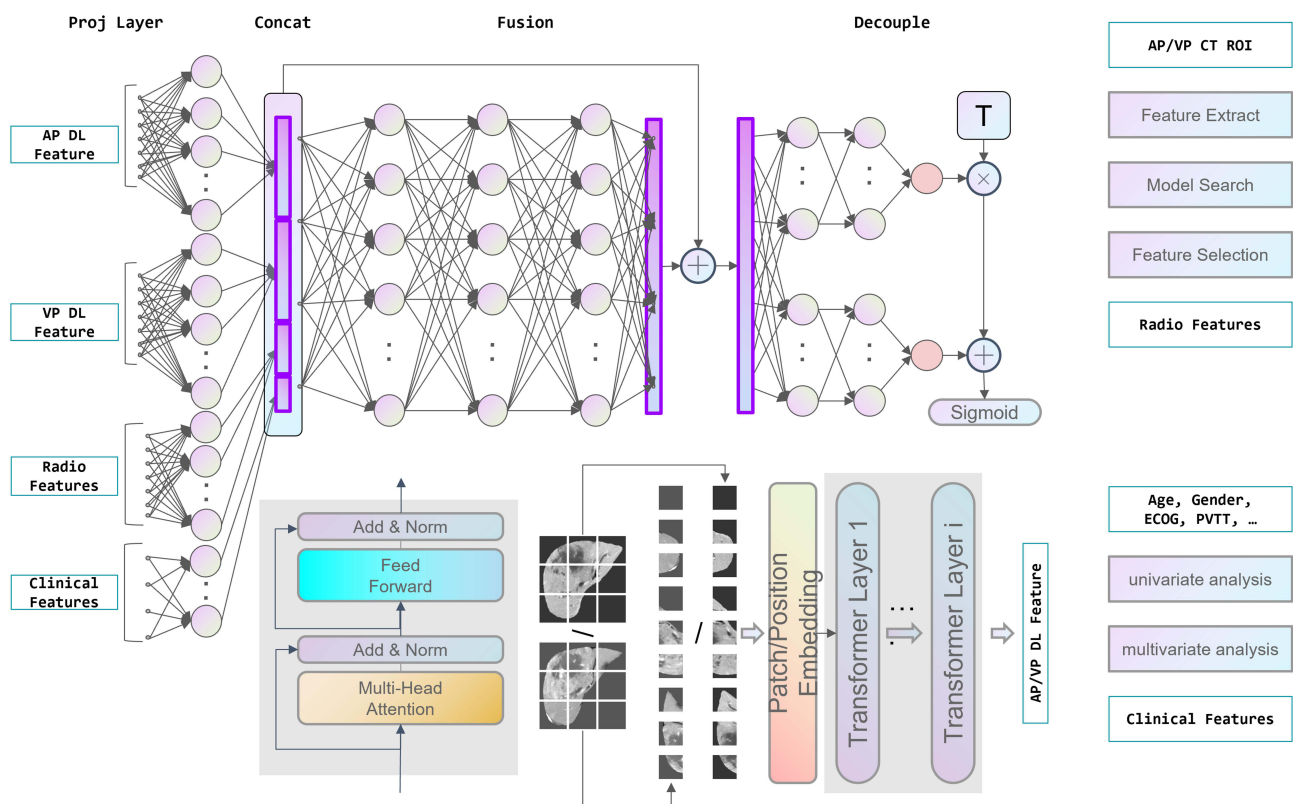 Proj Layer
Concat
Fusion
Decouple
AP DL
Feature
VP DL
Feature
Radio
Features
Clinical
Features
T
×
+
+
Sigmoid
AP/VP CT ROI
Feature Extract
Model Search
Feature Selection
Radio Features
Add & Norm
Feed
Forward
Add & Norm
Multi-Head
Attention
/
/
Patch/Position
Embedding
Transformer Layer 1
...
Transformer Layer i
AP/VP DL Feature
Age, Gender,
ECOG, PVTT, …
univariate analysis
multivariate analysis
Clinical Features